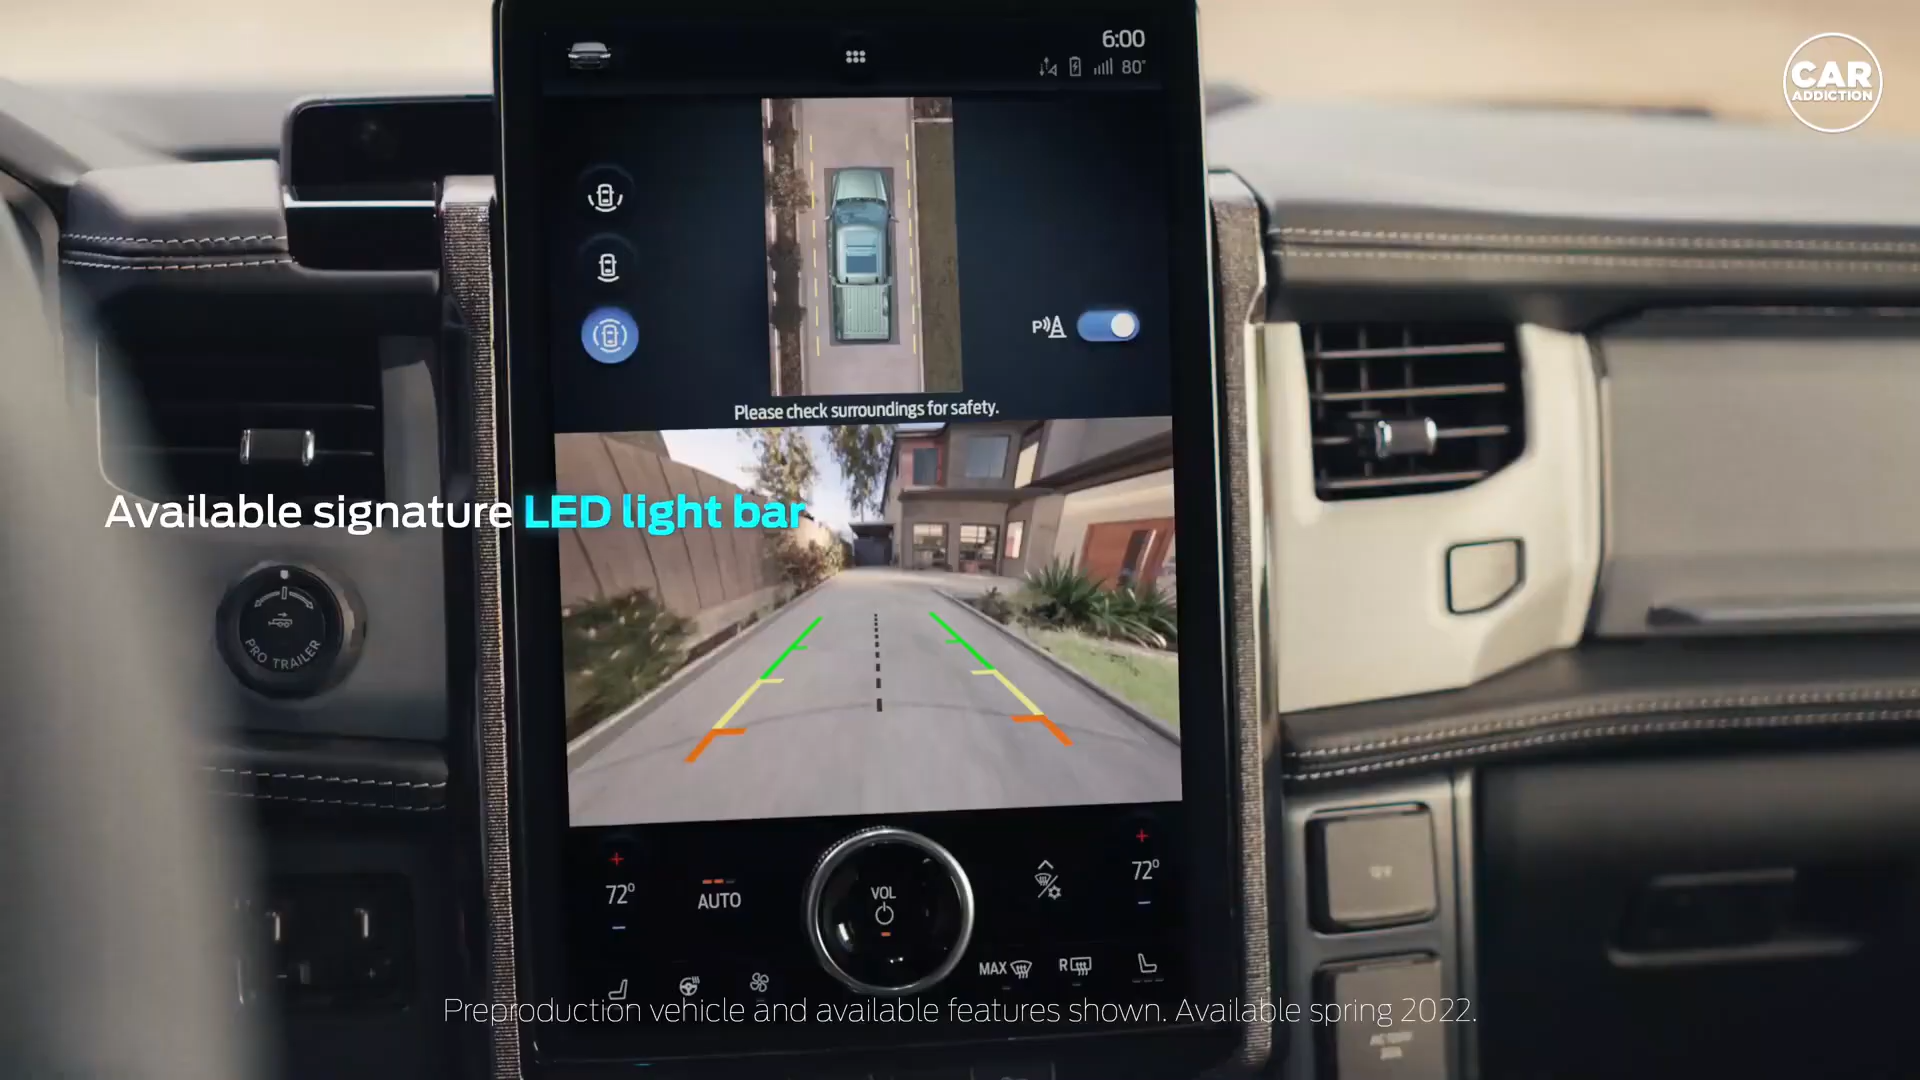 6:00
80°
CAR
ADDICTION
P
Please check surroundings for safety.
Available signature LED light bar
PRO TRAILER
72°
AUTO
VOL
72°
MAX
R
Preproduction vehicle and available features shown. Available spring 2022.